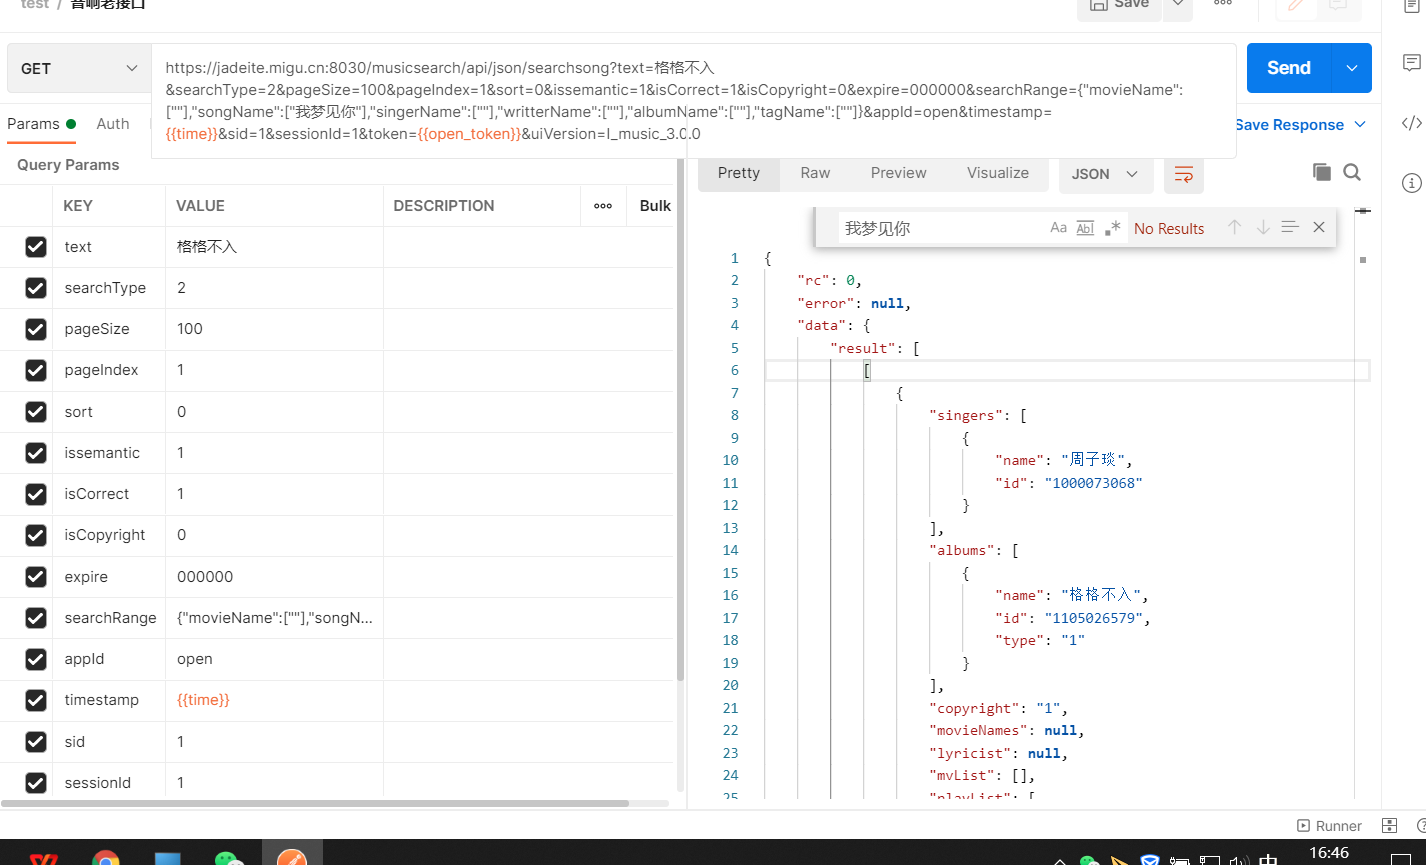 test / 音响老接口
Save
GET
https://jadeite.migu.cn:8030/musicsearch/api/json/searchsong?text=格格不入
&searchType=2&pageSize=100&pageIndex=1&sort=0&issemantic=1&isCorrect=1&isCopyright=0&expire=000000&searchRange={"movieName":
[""],"songName":["我梦见你"],"singerName":[""],"writterName":[""],"albumName":[""],"tagName":[""]}&appId=open&timestamp=
{{time}}&sid=1&sessionId=1&token={{open_token}}&uiVersion=I_music_3.0.0
Send
Params
Auth
Save Response
Query Params
Pretty
Raw
Preview
Visualize
JSON
KEY
VALUE
DESCRIPTION
Bulk
我梦见你
Aa
Abl
.*
No Results
text 格格不入
searchType 2
pageSize 100
pageIndex 1
sort 0
issemantic 1
isCorrect 1
isCopyright 0
expire 000000
searchRange {"movieName":[""],"songN...
appId open
timestamp {{time}}
sid 1
sessionId 1
1 {
2 "rc": 0,
3 "error": null,
4 "data": {
5 "result": [
6 [
7 {
8 "singers": [
9 {
10 "name": "周子琰",
11 "id": "1000073068"
12 }
13 ],
14 "albums": [
15 {
16 "name": "格格不入",
17 "id": "1105026579",
18 "type": "1"
19 }
20 ],
21 "copyright": "1",
22 "movieNames": null,
23 "lyricist": null,
24 "mvList": [],
25 "playList": [
Runner
中
16:46